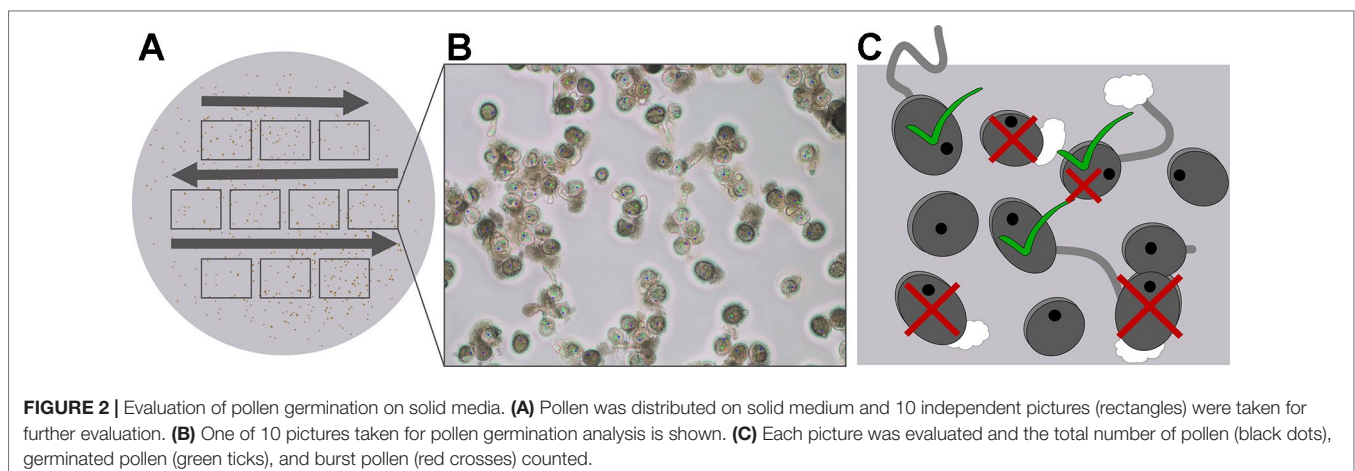 A
B
C
FIGURE 2 | Evaluation of pollen germination on solid media. (A) Pollen was distributed on solid medium and 10 independent pictures (rectangles) were taken for
further evaluation. (B) One of 10 pictures taken for pollen germination analysis is shown. (C) Each picture was evaluated and the total number of pollen (black dots),
germinated pollen (green ticks), and burst pollen (red crosses) counted.